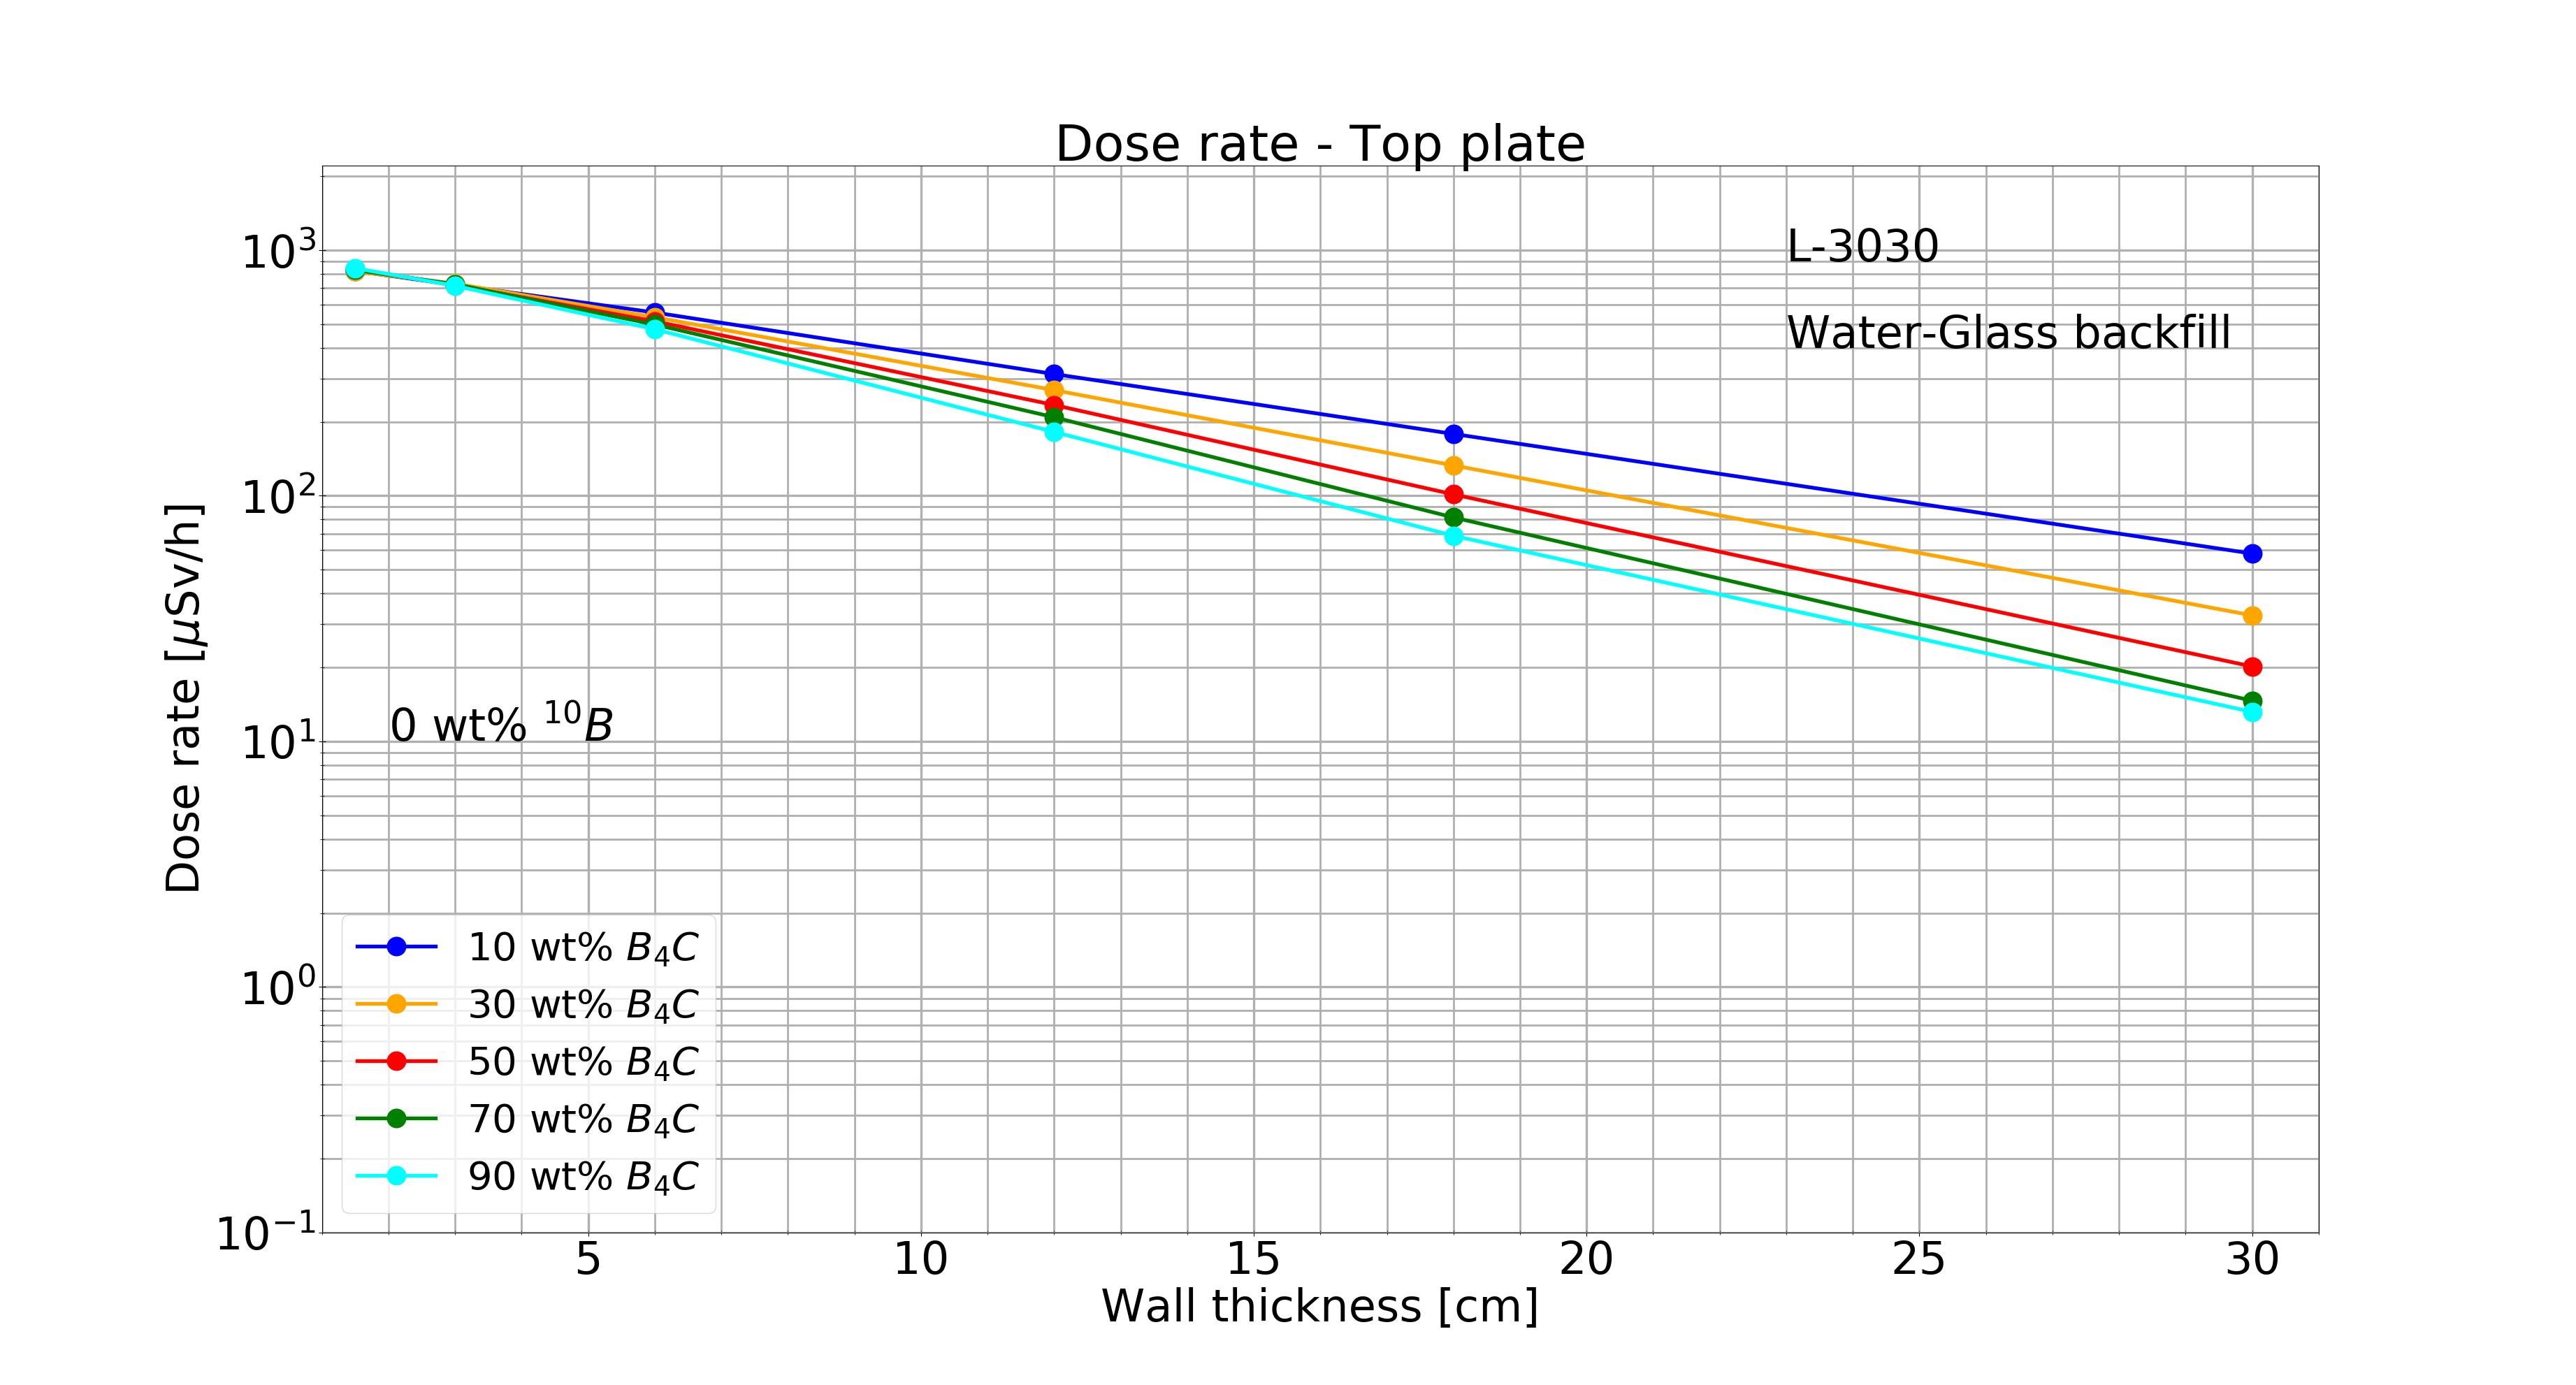 Dose rate - Top plate
L-3030
Water-Glass backfill
Dose rate [μSv/h]
10³
10²
10¹
10⁰
10⁻¹
0 wt% ¹⁰B
10 wt% B₄C
30 wt% B₄C
50 wt% B₄C
70 wt% B₄C
90 wt% B₄C
5 10 15 20 25 30
Wall thickness [cm]